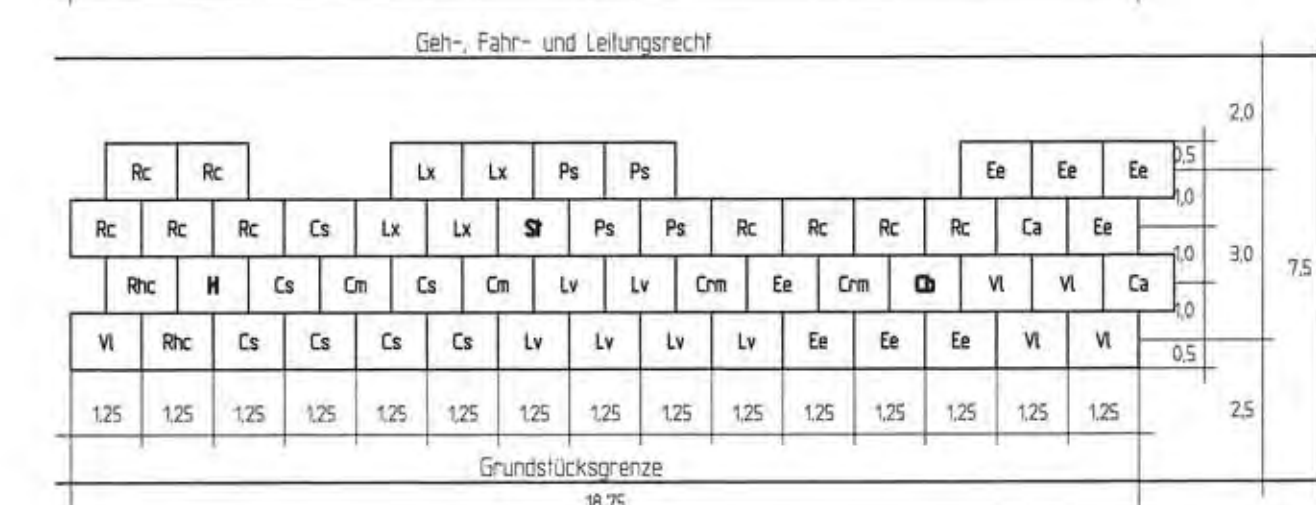 Geh-, Fahr- und Leitungsrecht
2,0
Rc Rc Lx Lx Ps Ps Ee Ee Ee 0,5
1,0
Rc Rc Rc Cs Lx Lx St Ps Ps Rc Rc Rc Rc Ca Ee
1,0 3,0 7,5
Rhc H Cs Cm Cs Cm Lv Lv Crm Ee Crm Cb Vl Vl Ca
1,0
Vl Rhc Cs Cs Cs Cs Lv Lv Lv Lv Ee Ee Ee Vl Vl 0,5
1,25 1,25 1,25 1,25 1,25 1,25 1,25 1,25 1,25 1,25 1,25 1,25 1,25 1,25 1,25 2,5
Grundstücksgrenze
18,75